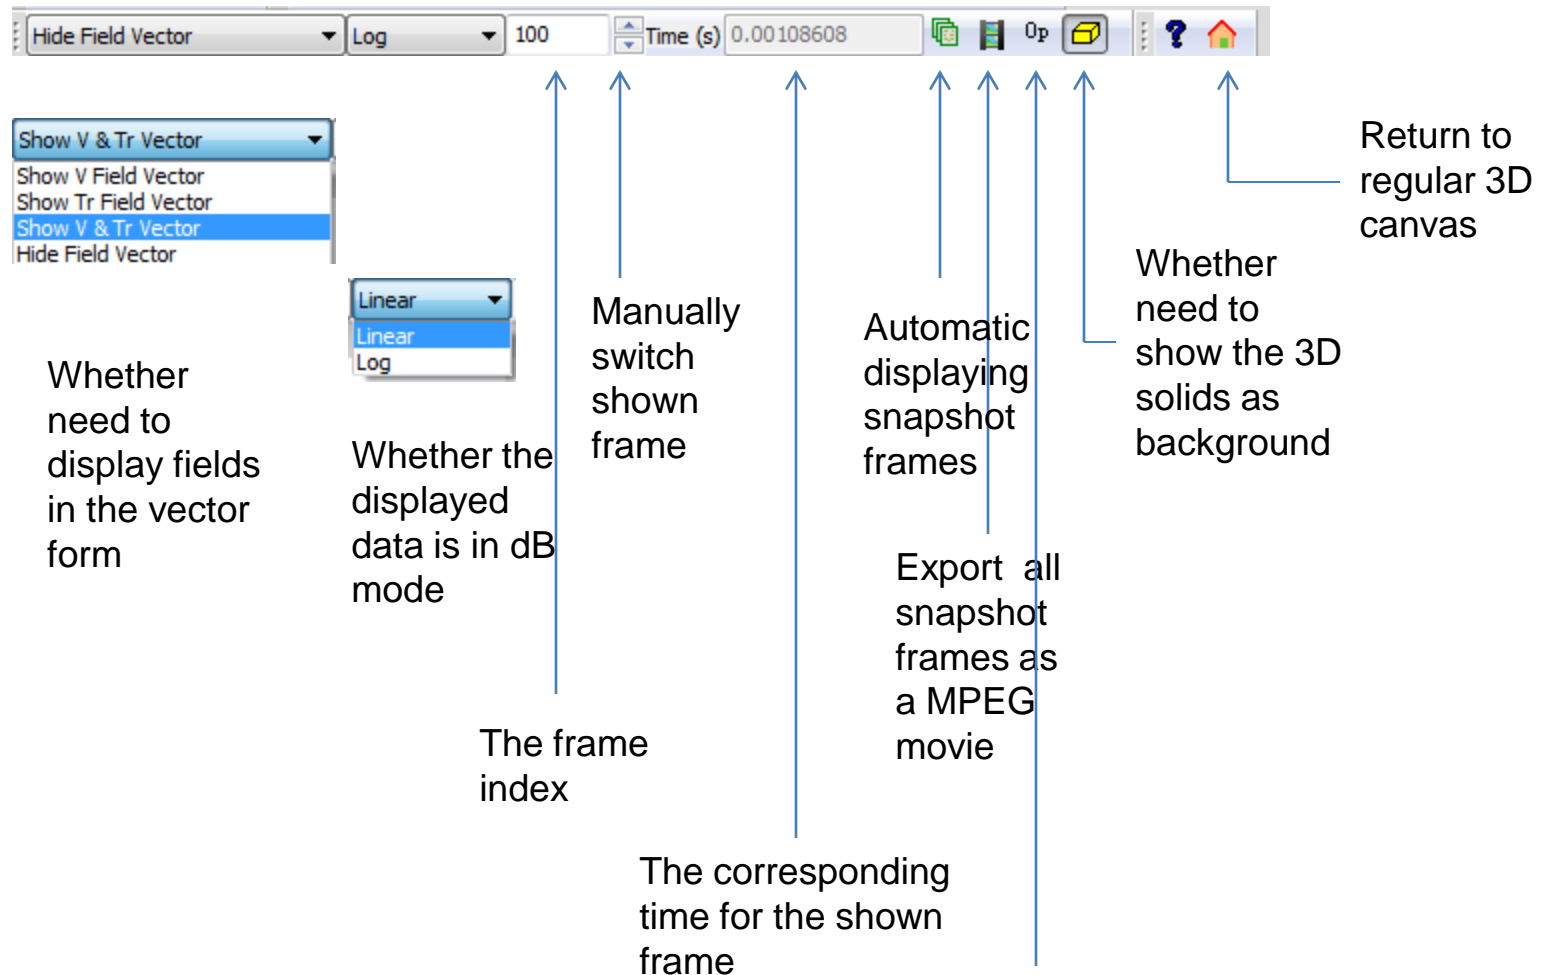 Hide Field Vector Log 100 Time (s) 0.00108608 Op ?
Show V & Tr Vector
Show V Field Vector
Show Tr Field Vector
Show V & Tr Vector
Hide Field Vector
Linear
Linear
Log
Whether
need to
display fields
in the vector
form
Whether the
displayed
data is in dB
mode
The frame
index
Manually
switch
shown
frame
The corresponding
time for the shown
frame
Automatic
displaying
snapshot
frames
Export all
snapshot
frames as
a MPEG
movie
Whether
need to
show the 3D
solids as
background
Return to
regular 3D
canvas